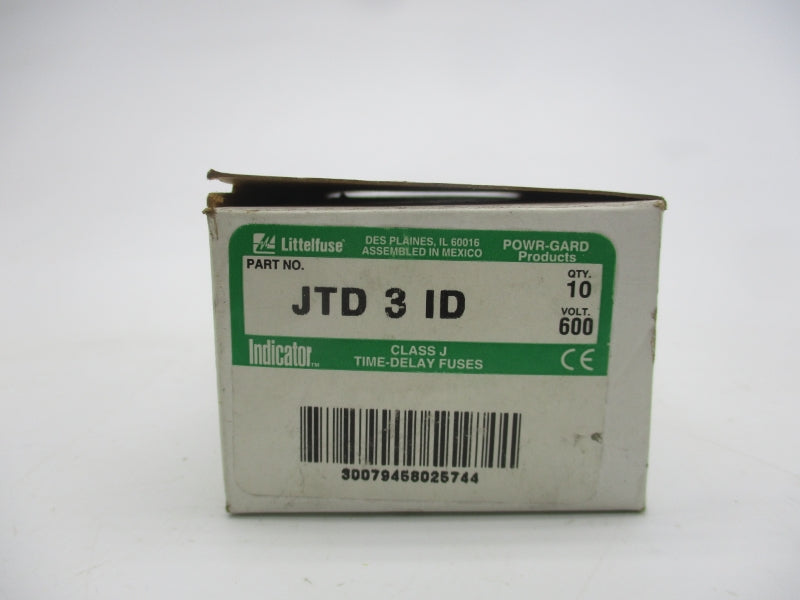 Littelfuse®
DES PLAINES, IL 60016
ASSEMBLED IN MEXICO
POWR-GARD
Products
PART NO.
JTD 3 ID
QTY.
10
VOLT.
600
Indicator™
CLASS J
TIME-DELAY FUSES
CE
30079458025744